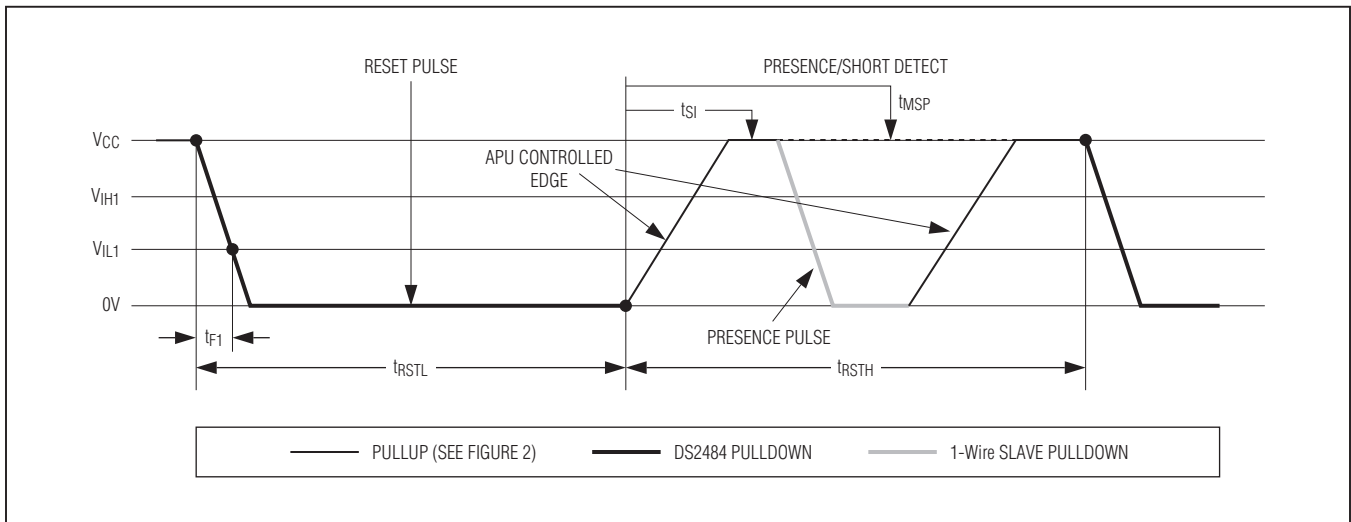 RESET PULSE
PRESENCE/SHORT DETECT
tMSP
tSI
VCC
APU CONTROLLED
EDGE
VIH1
VIL1
0V
PRESENCE PULSE
tF1
tRSTL
tRSTH
PULLUP (SEE FIGURE 2)
DS2484 PULLDOWN
1-Wire SLAVE PULLDOWN